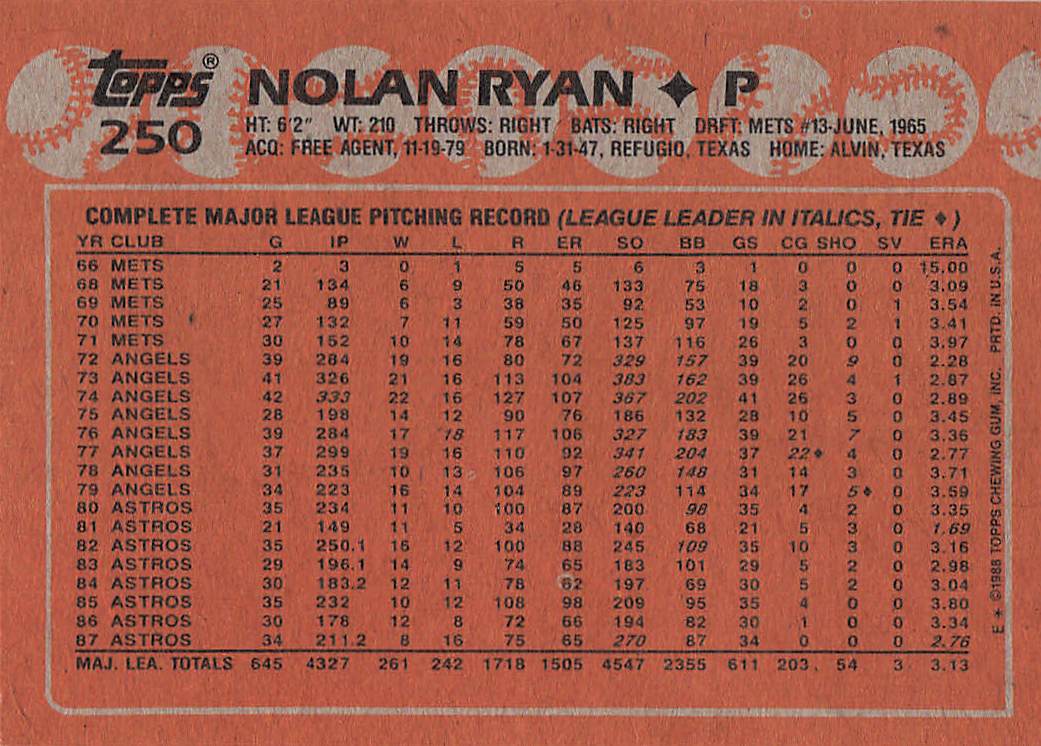 topps® NOLAN RYAN ♦ P
250 HT: 6'2" WT: 210 THROWS: RIGHT BATS: RIGHT DRFT: METS #13-JUNE, 1965
ACQ: FREE AGENT, 11-19-79 BORN: 1-31-47, REFUGIO, TEXAS HOME: ALVIN, TEXAS
COMPLETE MAJOR LEAGUE PITCHING RECORD (LEAGUE LEADER IN ITALICS, TIE ♦)
YR CLUB G IP W L R ER SO BB GS CG SHO SV ERA
66 METS 2 3 0 1 5 5 6 3 1 0 0 0 15.00
68 METS 21 134 6 9 50 46 133 75 18 3 0 0 3.09
69 METS 25 89 6 3 38 35 92 53 10 2 0 1 3.54
70 METS 27 132 7 11 59 50 125 97 19 5 2 1 3.41
71 METS 30 152 10 14 78 67 137 116 26 3 0 0 3.97
72 ANGELS 39 284 19 16 80 72 329 157 39 20 9 0 2.28
73 ANGELS 41 326 21 16 113 104 383 162 39 26 4 1 2.87
74 ANGELS 42 333 22 16 127 107 367 202 41 26 3 0 2.89
75 ANGELS 28 198 14 12 90 76 186 132 28 10 5 0 3.45
76 ANGELS 39 284 17 18 117 106 327 183 39 21 7 0 3.36
77 ANGELS 37 299 19 16 110 92 341 204 37 22♦ 4 0 2.77
78 ANGELS 31 235 10 13 106 97 260 148 31 14 3 0 3.71
79 ANGELS 34 223 16 14 104 89 223 114 34 17 5♦ 0 3.59
80 ASTROS 35 234 11 10 100 87 200 98 35 4 2 0 3.35
81 ASTROS 21 149 11 5 34 28 140 68 21 5 3 0 1.69
82 ASTROS 35 250.1 16 12 100 88 245 109 35 10 3 0 3.16
83 ASTROS 29 196.1 14 9 74 65 183 101 29 5 2 0 2.98
84 ASTROS 30 183.2 12 11 78 62 197 69 30 5 2 0 3.04
85 ASTROS 35 232 10 12 108 98 209 95 35 4 0 0 3.80
86 ASTROS 30 178 12 8 72 66 194 82 30 1 0 0 3.34
87 ASTROS 34 211.2 8 16 75 65 270 87 34 0 0 0 2.76
MAJ. LEA. TOTALS 645 4327 261 242 1718 1505 4547 2355 611 203 54 3 3.13
E * ©1988 TOPPS CHEWING GUM, INC. PRTD. IN U.S.A.